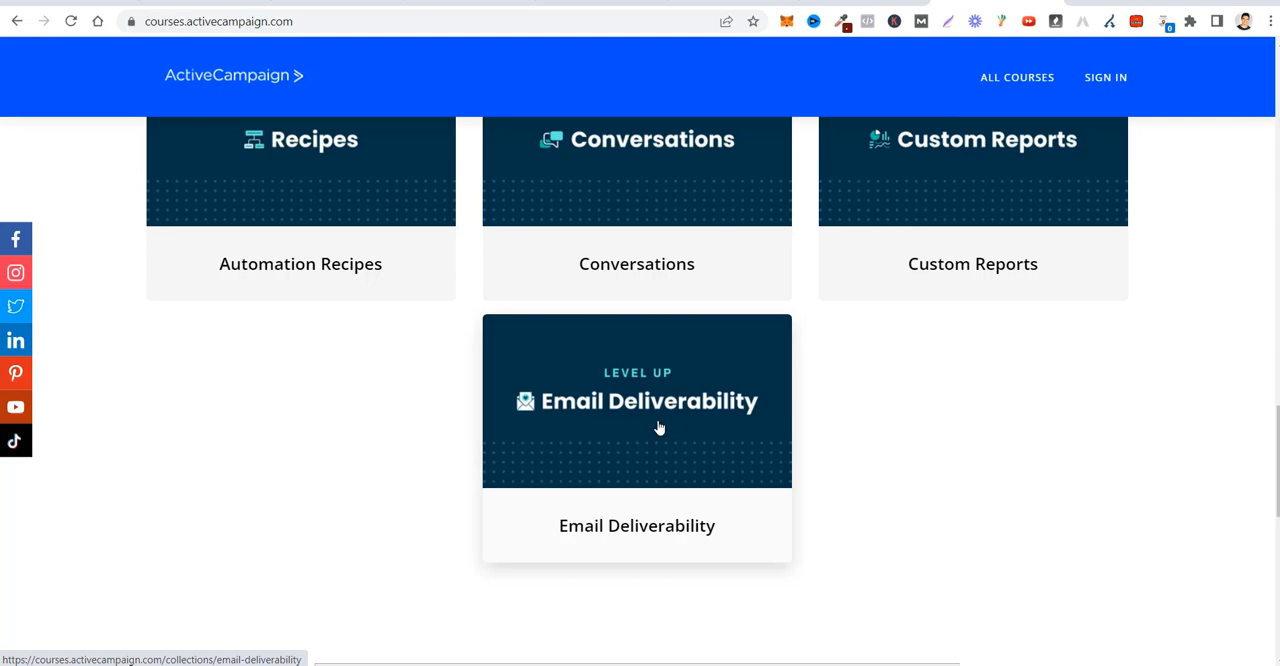 courses.activecampaign.com
ActiveCampaign >
ALL COURSES
SIGN IN
Recipes
Conversations
Custom Reports
Automation Recipes
Conversations
Custom Reports
LEVEL UP
Email Deliverability
Email Deliverability
https://courses.activecampaign.com/collections/email-deliverability